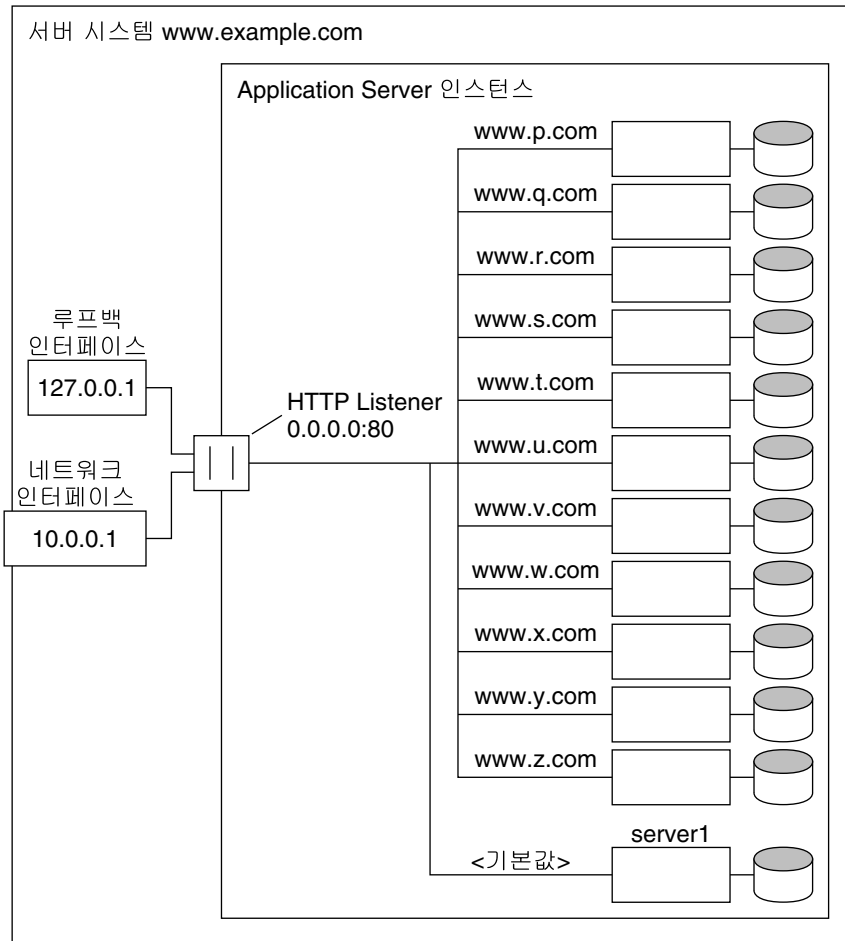 서버 시스템 www.example.com
Application Server 인스턴스
www.p.com
www.q.com
www.r.com
www.s.com
루프백
인터페이스
127.0.0.1
www.t.com
HTTP Listener
0.0.0.0:80
www.u.com
네트워크
인터페이스
10.0.0.1
www.v.com
www.w.com
www.x.com
www.y.com
www.z.com
server1
<기본값>